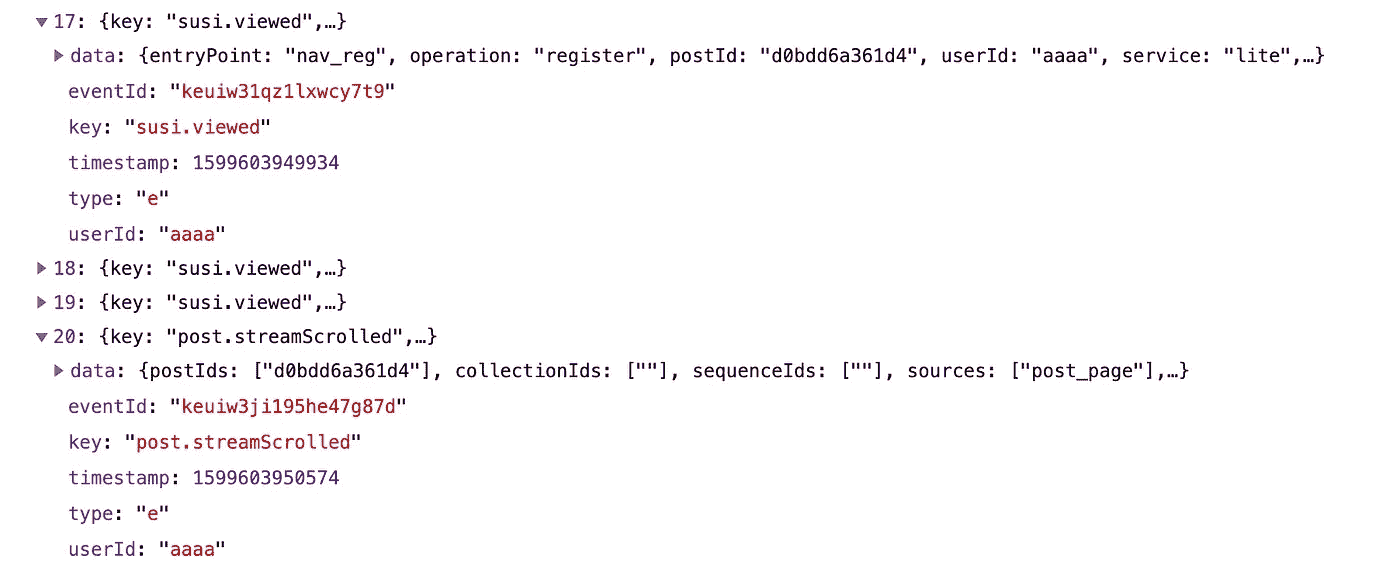 ▼ 17: {key: "susi.viewed",…}
▶ data: {entryPoint: "nav_reg", operation: "register", postId: "d0bdd6a361d4", userId: "aaaa", service: "lite",…}
eventId: "keuiw31qz1lxwcy7t9"
key: "susi.viewed"
timestamp: 1599603949934
type: "e"
userId: "aaaa"
▶ 18: {key: "susi.viewed",…}
▶ 19: {key: "susi.viewed",…}
▼ 20: {key: "post.streamScrolled",…}
▶ data: {postIds: ["d0bdd6a361d4"], collectionIds: [""], sequenceIds: [""], sources: ["post_page"],…}
eventId: "keuiw3ji195he47g87d"
key: "post.streamScrolled"
timestamp: 1599603950574
type: "e"
userId: "aaaa"